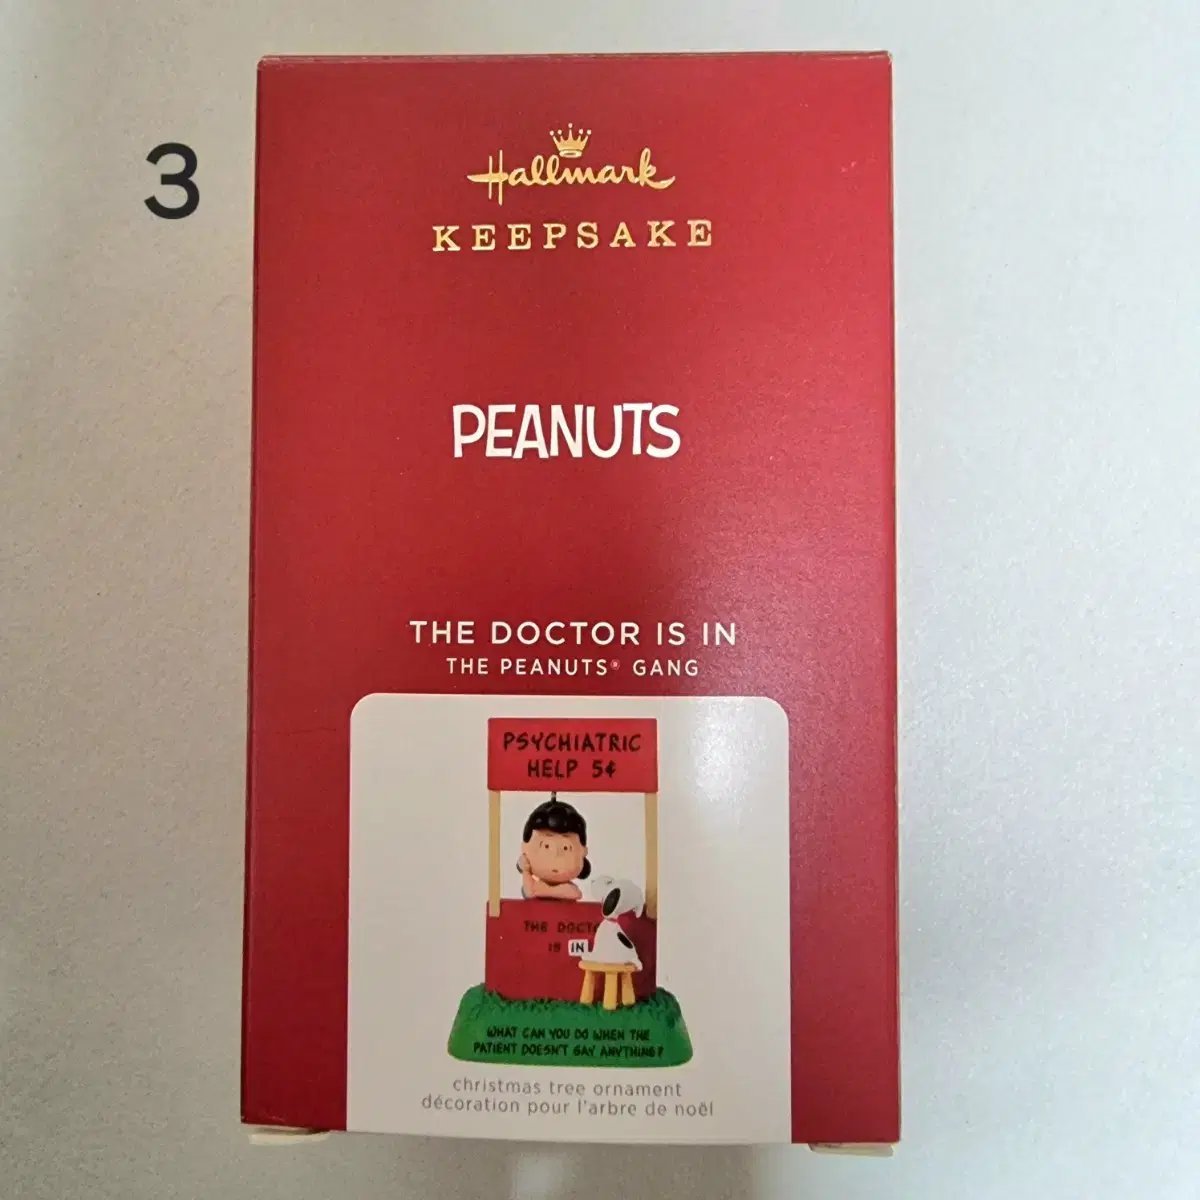 3
Hallmark
KEEPSAKE
PEANUTS
THE DOCTOR IS IN
THE PEANUTS® GANG
PSYCHIATRIC
HELP 5¢
THE DOCT
IS IN
WHAT CAN YOU DO WHEN THE
PATIENT DOESN'T SAY ANYTHING?
christmas tree ornament
décoration pour l'arbre de noël